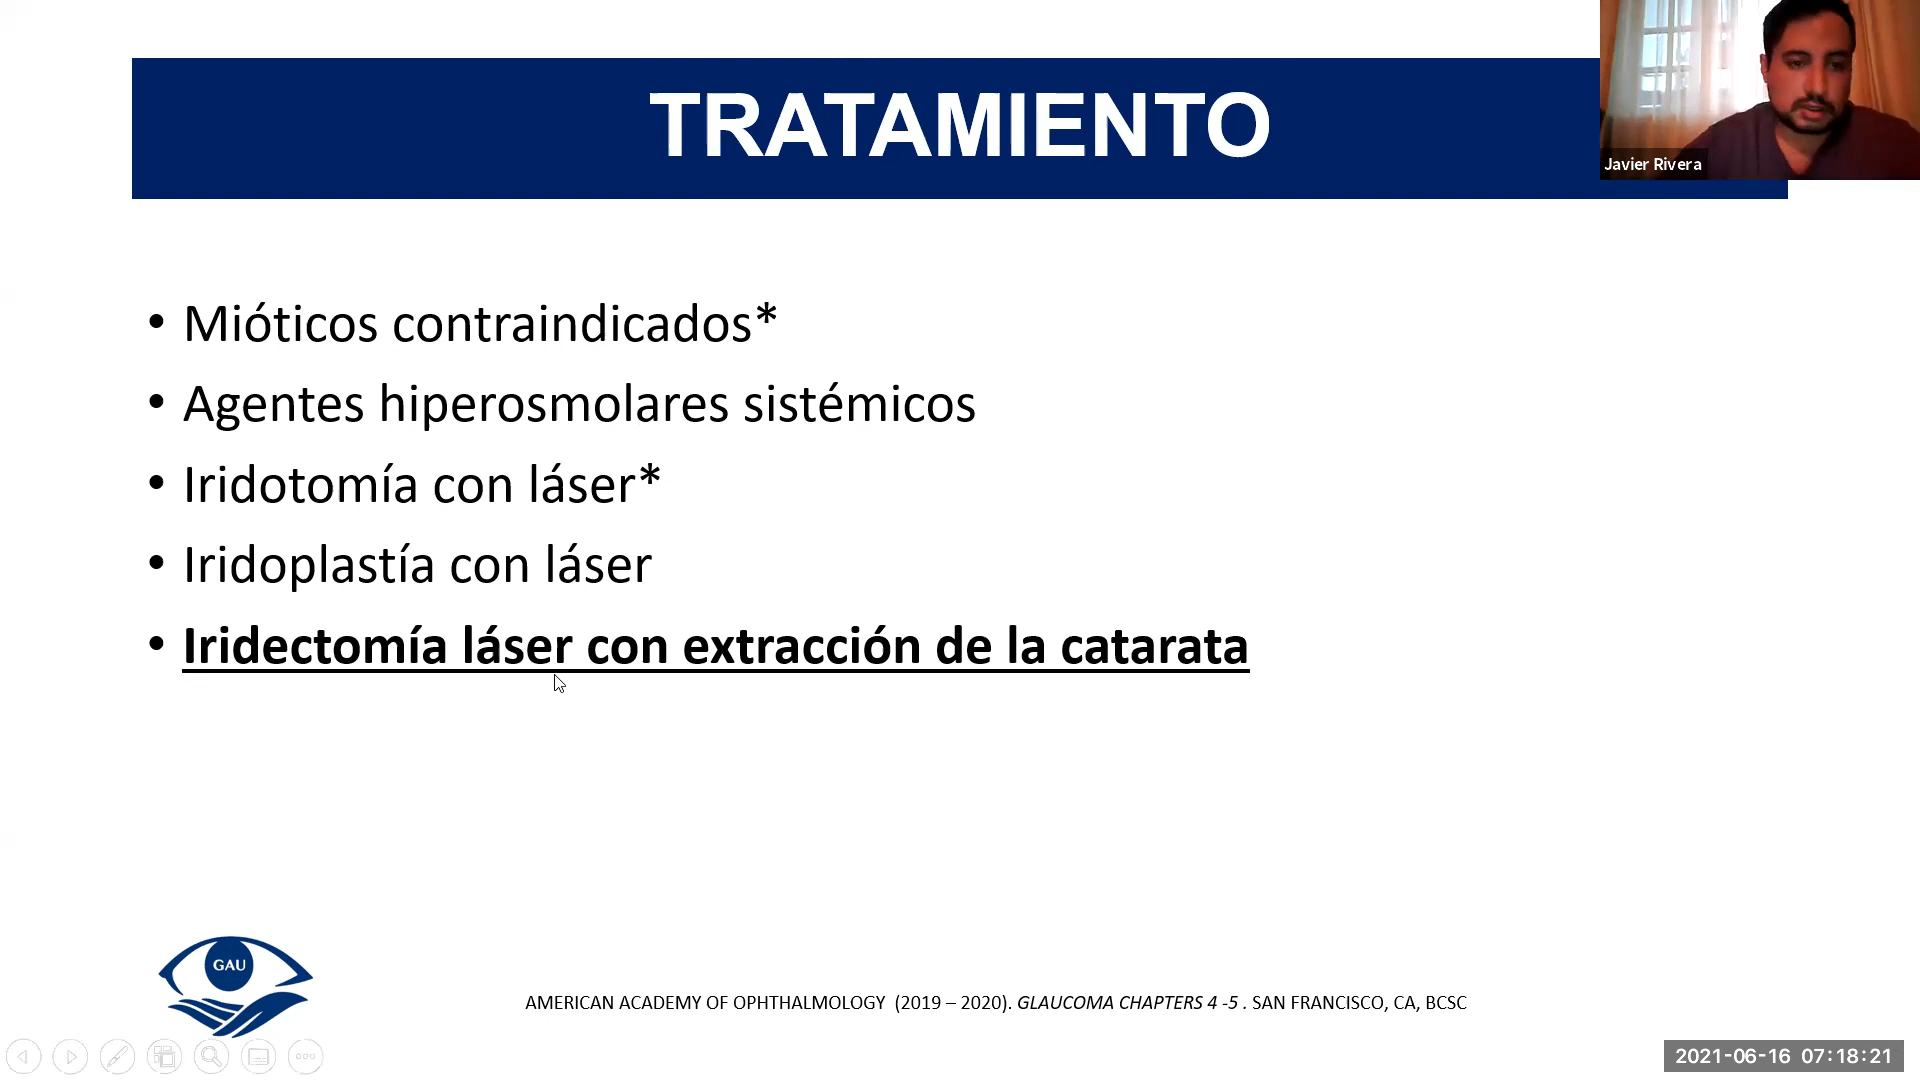 TRATAMIENTO
Javier Rivera
• Mióticos contraindicados*
• Agentes hiperosmolares sistémicos
• Iridotomía con láser*
• Iridoplastía con láser
• Iridectomía láser con extracción de la catarata
GAU
AMERICAN ACADEMY OF OPHTHALMOLOGY (2019 – 2020). GLAUCOMA CHAPTERS 4 -5 . SAN FRANCISCO, CA, BCSC
2021-06-16 07:18:21